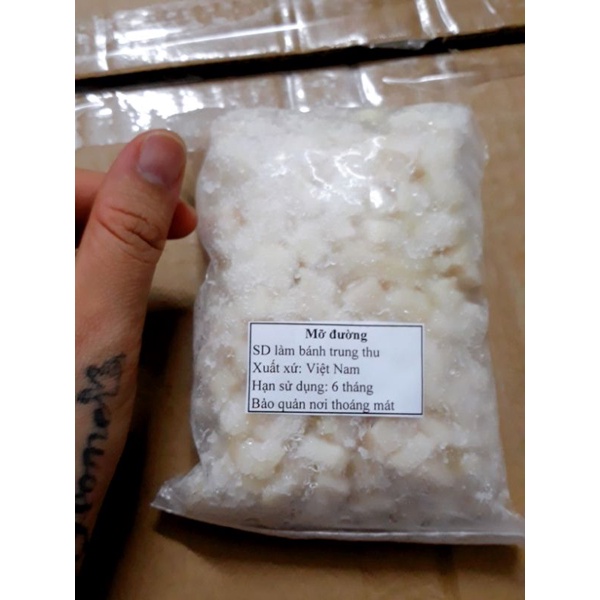 Mỡ đường
SD làm bánh trung thu
Xuất xứ: Việt Nam
Hạn sử dụng: 6 tháng
Bảo quản nơi thoáng mát